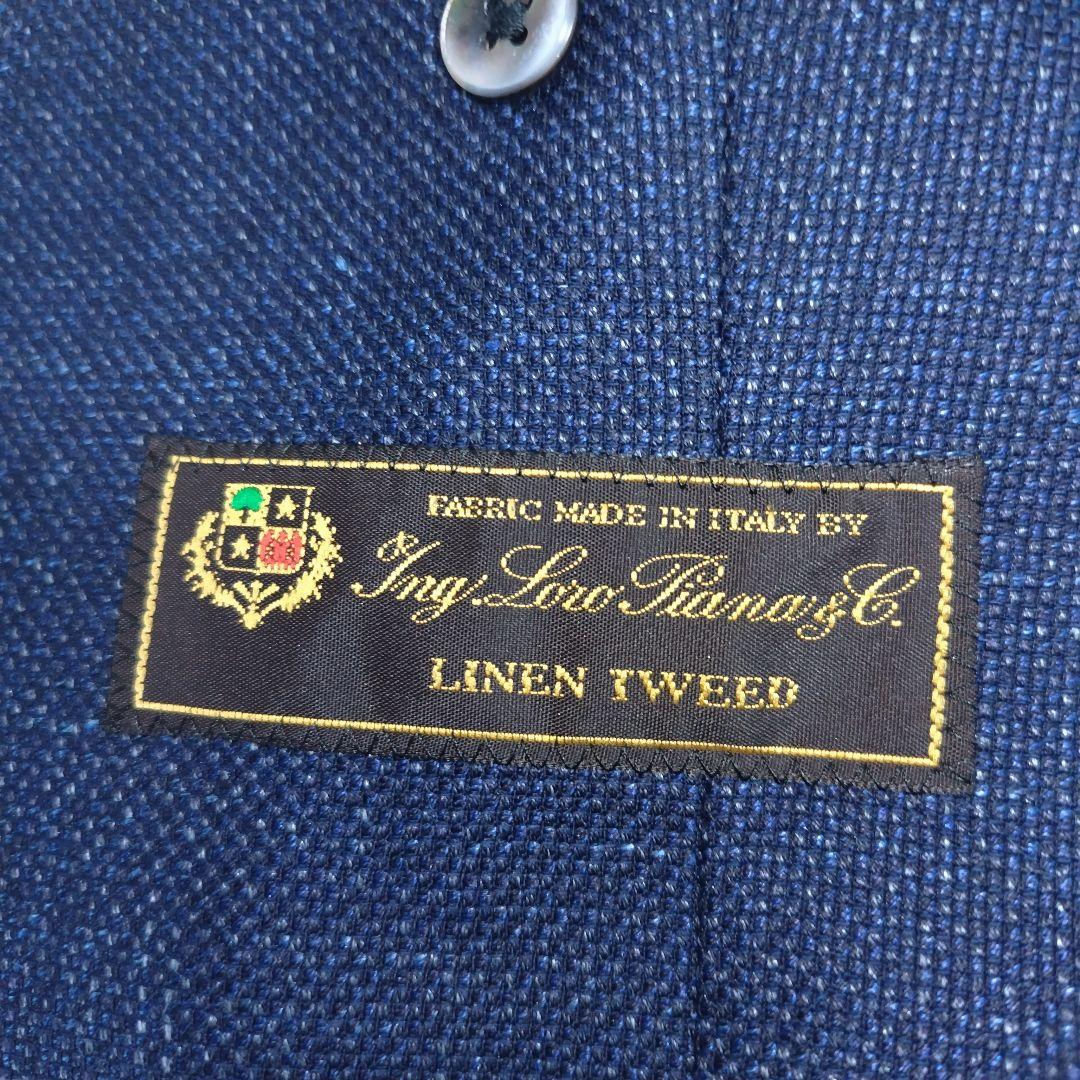 FABRIC MADE IN ITALY BY
Ing. Loro Piana & C.
LINEN TWEED